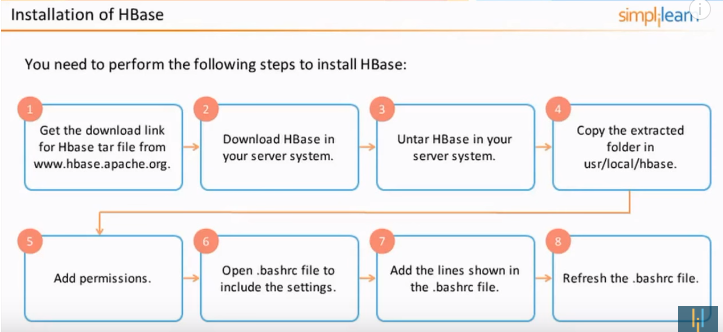 Installation of HBase
simplilearn
i
You need to perform the following steps to install HBase:
1
Get the download link
for Hbase tar file from
www.hbase.apache.org.
2
Download HBase in
your server system.
3
Untar HBase in your
server system.
4
Copy the extracted
folder in
usr/local/hbase.
5
Add permissions.
6
Open .bashrc file to
include the settings.
7
Add the lines shown in
the .bashrc file.
8
Refresh the .bashrc file.